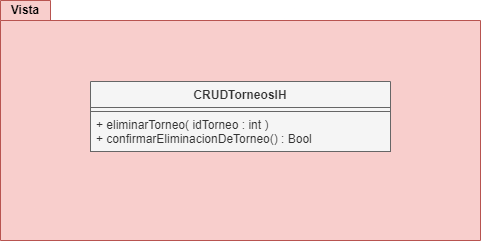 Vista
CRUDTorneosIH
+ eliminarTorneo( idTorneo : int )
+ confirmarEliminacionDeTorneo() : Bool